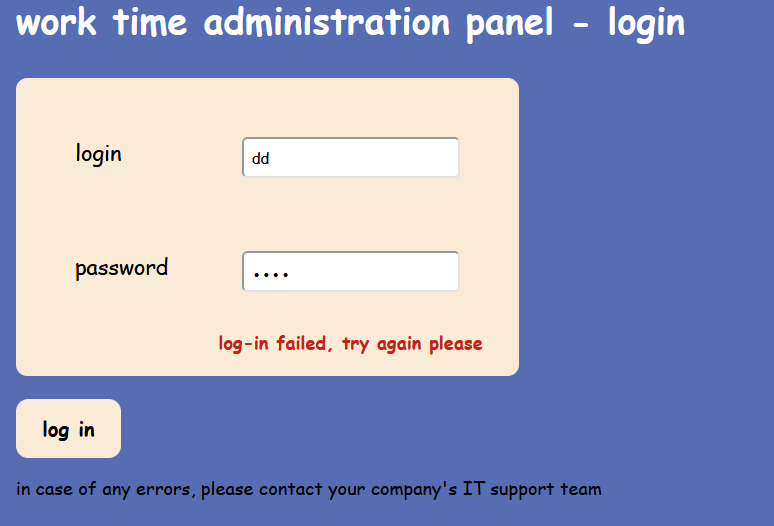 work time administration panel - login
login
dd
password
••••
log-in failed, try again please
log in
in case of any errors, please contact your company's IT support team